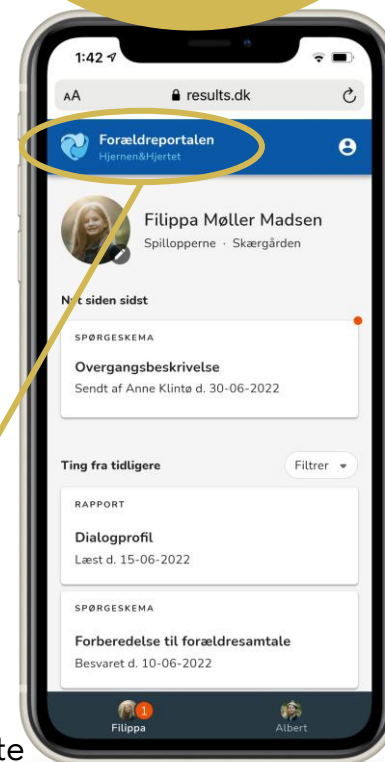 1:42
AA results.dk
Forældreportalen
Hjernen&Hjertet
Filippa Møller Madsen
Spillopperne · Skærgården
Nyt siden sidst
SPØRGESKEMA
Overgangsbeskrivelse
Sendt af Anne Klintø d. 30-06-2022
Ting fra tidligere
Filtrer
RAPPORT
Dialogprofil
Læst d. 15-06-2022
SPØRGESKEMA
Forberedelse til forældresamtale
Besvaret d. 10-06-2022
1
Filippa
Albert
te